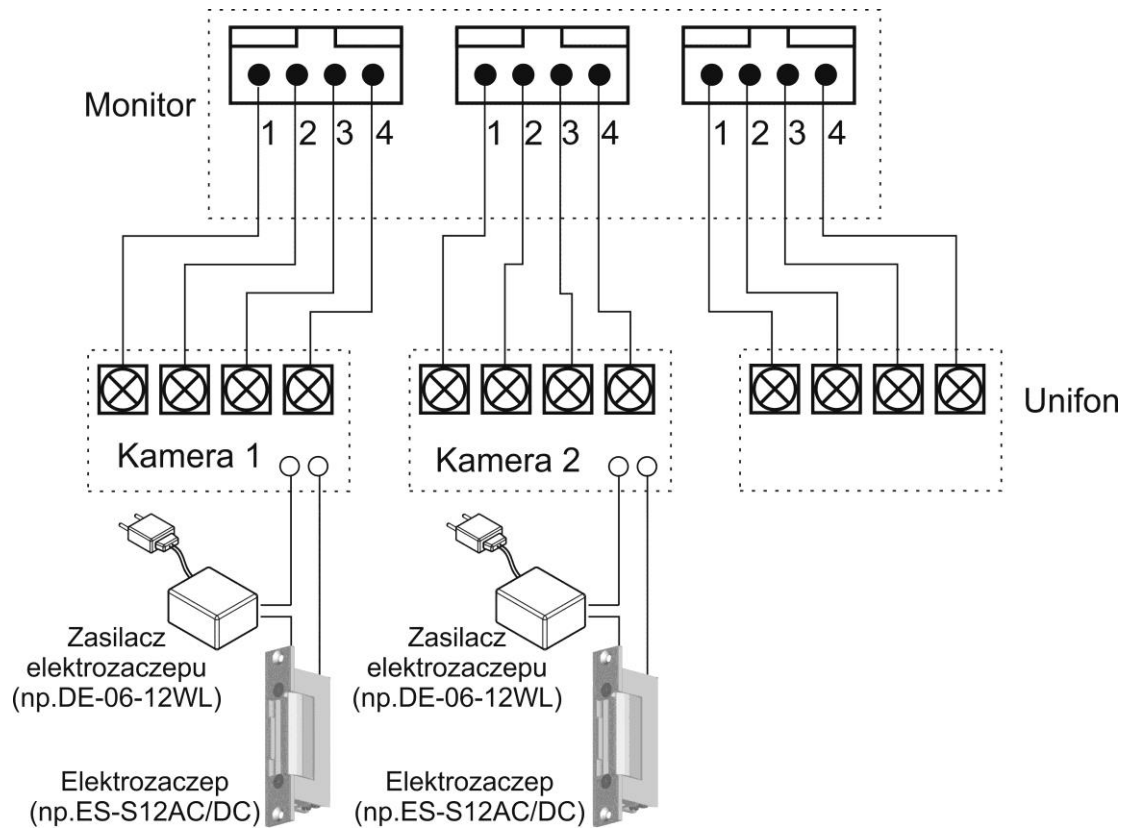 Monitor
1 2 3 4
1 2 3 4
1 2 3 4
Unifon
Kamera 1
Kamera 2
Zasilacz
elektrozaczepu
(np.DE-06-12WL)
Zasilacz
elektrozaczepu
(np.DE-06-12WL)
Elektrozaczep
(np.ES-S12AC/DC)
Elektrozaczep
(np.ES-S12AC/DC)